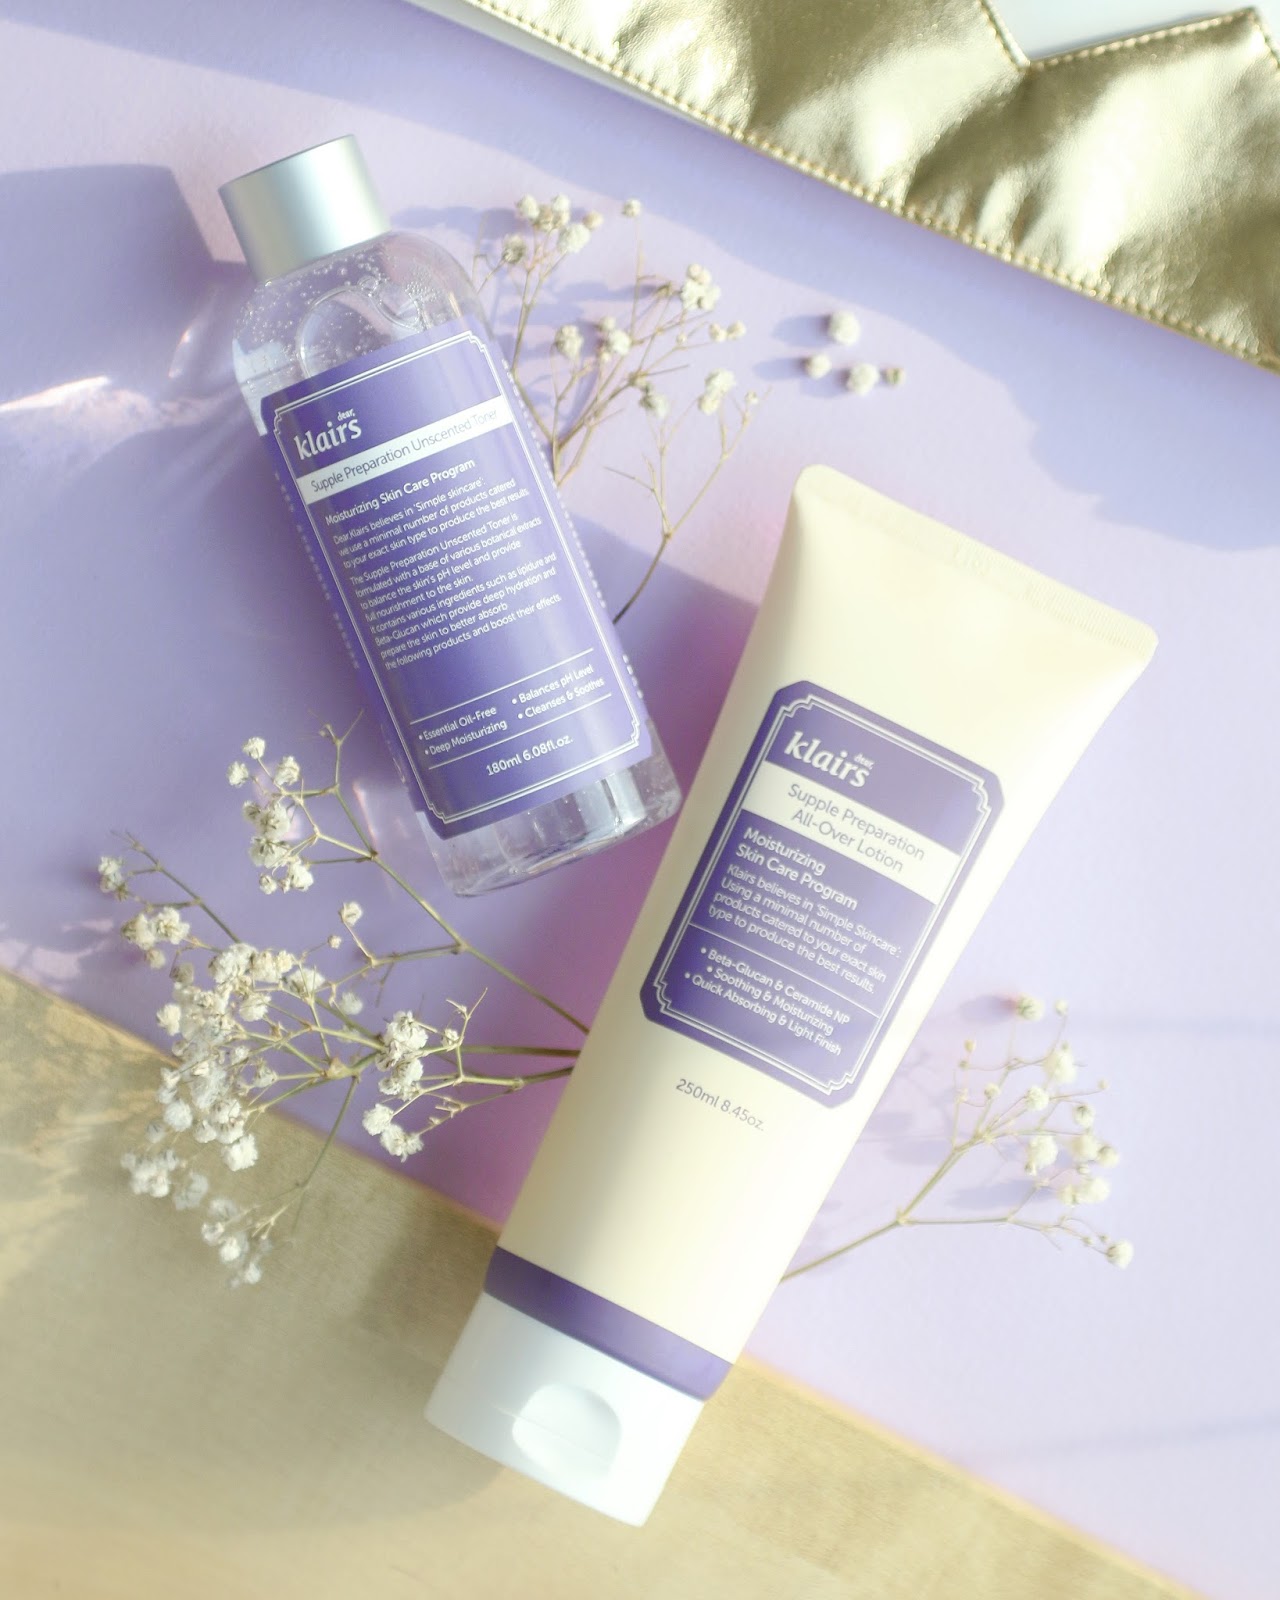 dear,
klairs
Supple Preparation Unscented Toner
Moisturizing Skin Care Program
Dear Klairs believes in 'Simple skincare':
we use a minimal number of products catered
to your exact skin type to produce the best results.
The Supple Preparation Unscented Toner is
formulated with a base of various botanical extracts
to balance the skin's pH level and provide
full nourishment to the skin.
It contains various ingredients such as lipidure and
Beta-Glucan which provide deep hydration and
prepare the skin to better absorb
the following products and boost their effects.
• Essential Oil-Free • Balances pH Level
• Deep Moisturizing • Cleanses & Soothes
180ml 6.08fl.oz.
dear,
klairs
Supple Preparation
All-Over Lotion
Moisturizing
Skin Care Program
Klairs believes in 'Simple Skincare':
Using a minimal number of
products catered to your exact skin
type to produce the best results.
• Beta-Glucan & Ceramide NP
• Soothing & Moisturizing
• Quick Absorbing & Light Finish
250ml 8.45oz.